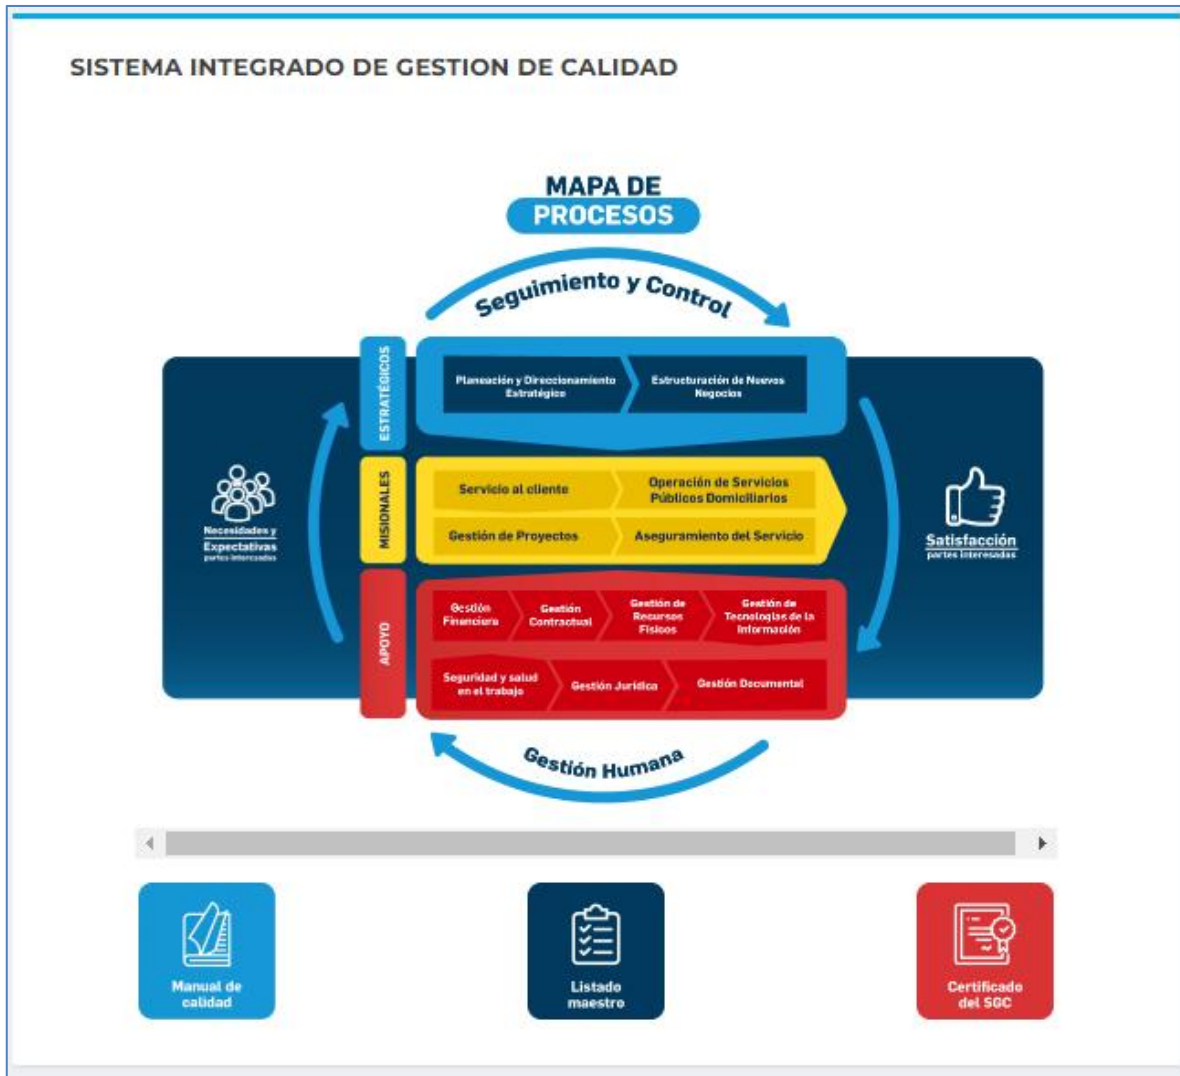 SISTEMA INTEGRADO DE GESTION DE CALIDAD
MAPA DE
PROCESOS
Seguimiento y Control
ESTRATÉGICOS
Planeación y Direccionamiento
Estratégico
Estructuración de Nuevos
Negocios
Necesidades y
Expectativas
partes interesadas
MISIONALES
Servicio al cliente
Operación de Servicios
Públicos Domiciliarios
Gestión de Proyectos
Aseguramiento del Servicio
Satisfacción
partes interesadas
APOYO
Gestión
Financiera
Gestión
Contractual
Gestión de
Recursos
Físicos
Gestión de
Tecnologías de la
Información
Seguridad y salud
en el trabajo
Gestión Jurídica
Gestión Documental
Gestión Humana
Manual de
calidad
Listado
maestro
Certificado
del SGC